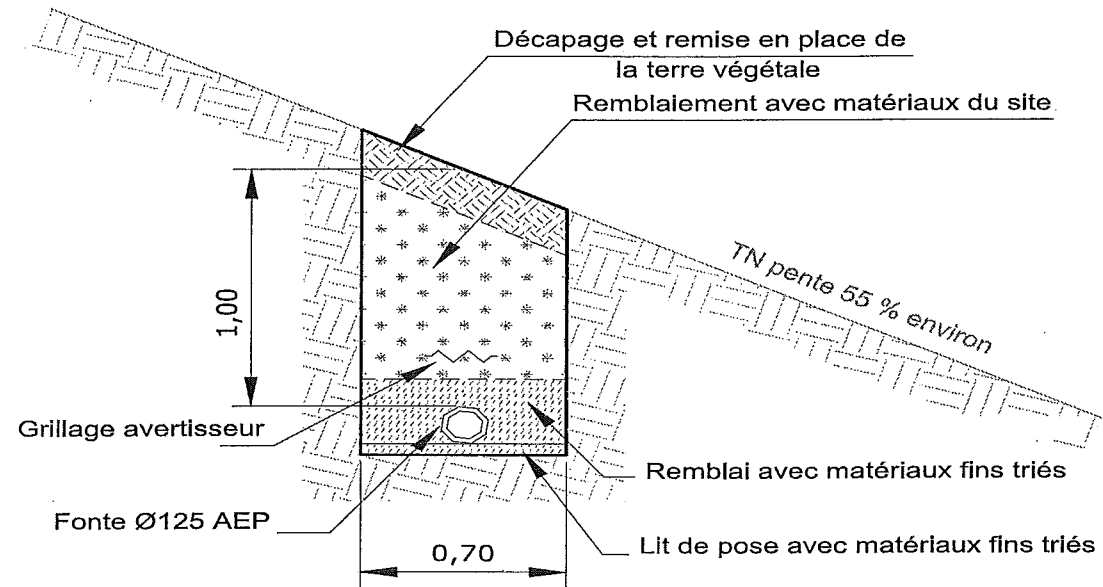 Décapage et remise en place de
la terre végétale
Remblaiement avec matériaux du site
TN pente 55 % environ
1,00
Grillage avertisseur
Remblai avec matériaux fins triés
Fonte Ø125 AEP
0,70
Lit de pose avec matériaux fins triés